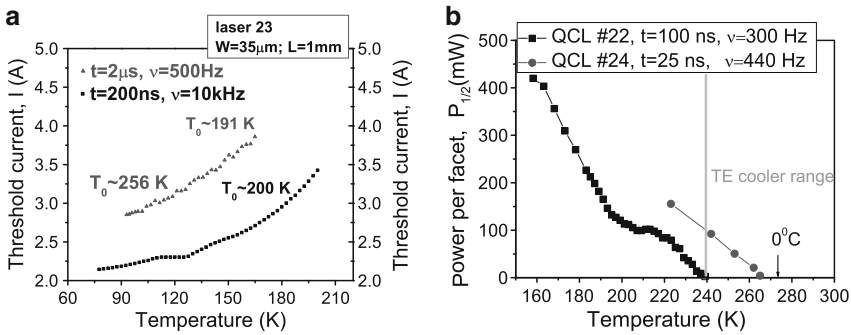 a
laser 23
W=35μm; L=1mm
t=2μs, ν=500Hz
t=200ns, ν=10kHz
T0~191 K
T0~256 K
T0~200 K
Threshold current, I (A)
5.0
4.5
4.0
3.5
3.0
2.5
2.0
5.0
4.5
4.0
3.5
3.0
2.5
2.0
Threshold current, I (A)
60 90 120 150 180 210
Temperature (K)
b
QCL #22, t=100 ns, ν=300 Hz
QCL #24, t=25 ns, ν=440 Hz
TE cooler range
0⁰C
Power per facet, P1/2(mW)
500
400
300
200
100
0
160 180 200 220 240 260 280 300
Temperature (K)